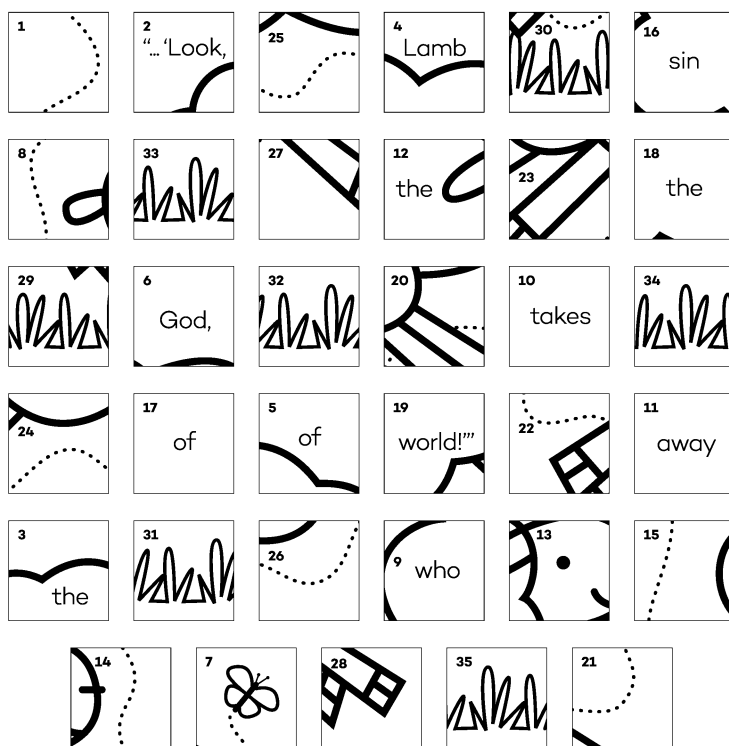 1
2
“... ‘Look,
25
4
Lamb
30
16
sin
8
33
27
12
the
23
18
the
29
6
God,
32
20
10
takes
34
24
17
of
5
of
19
world!’”
22
11
away
3
the
31
26
9
who
13
15
14
7
28
35
21